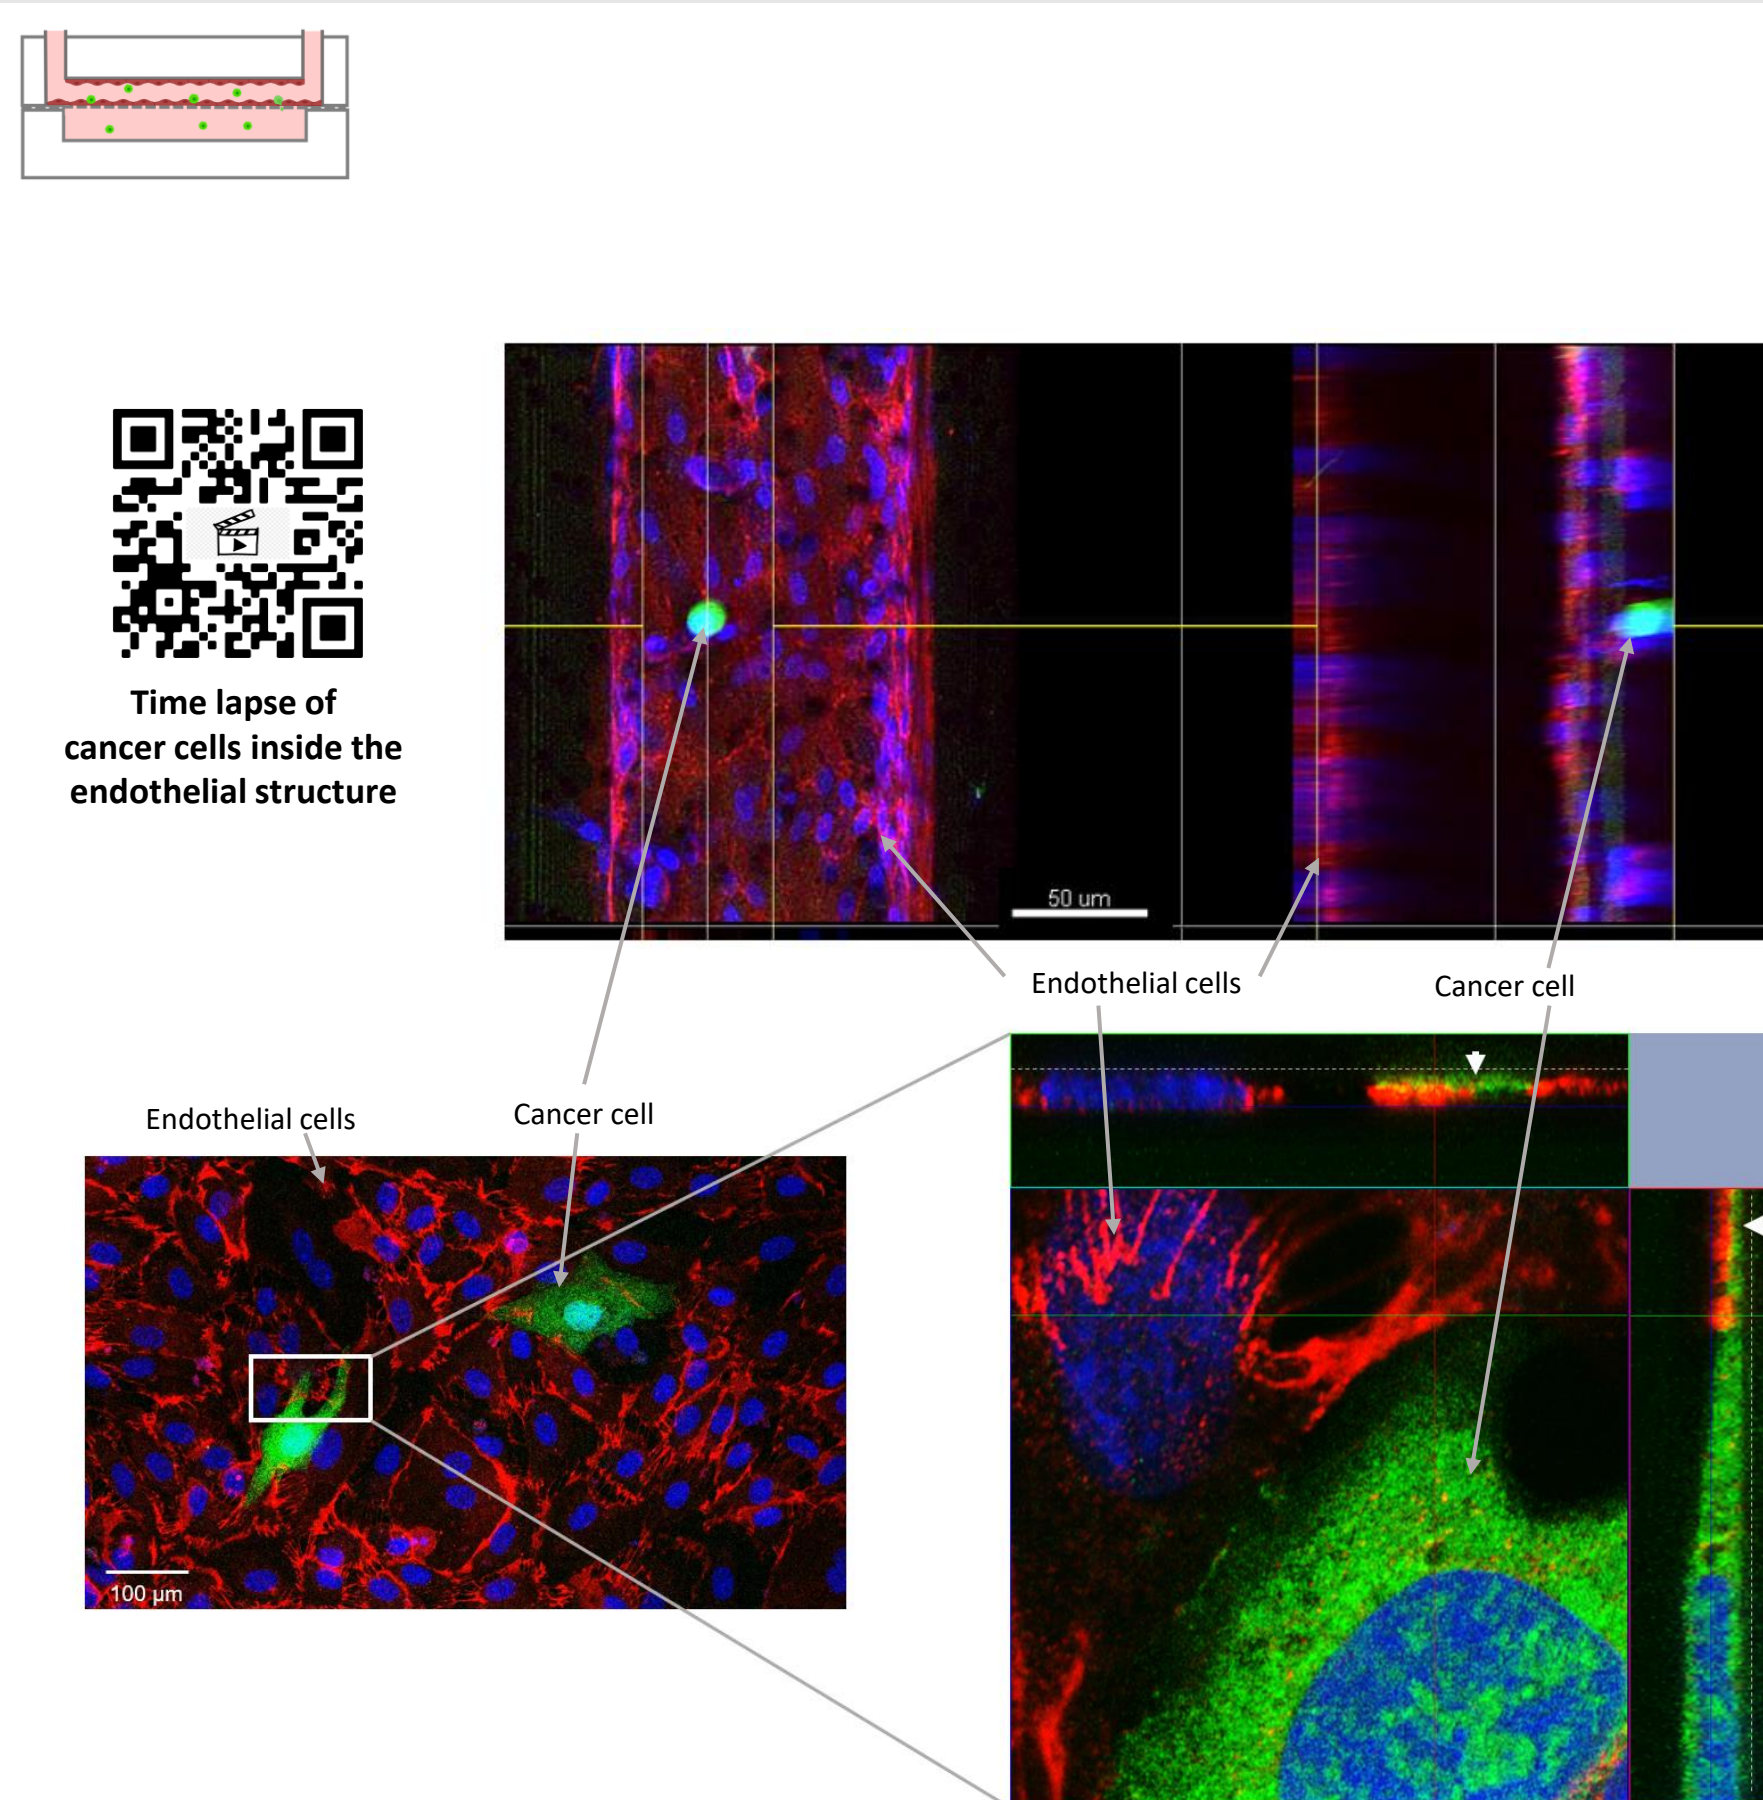 50 um
Time lapse of
cancer cells inside the
endothelial structure
Endothelial cells
Cancer cell
Endothelial cells
Cancer cell
100 µm